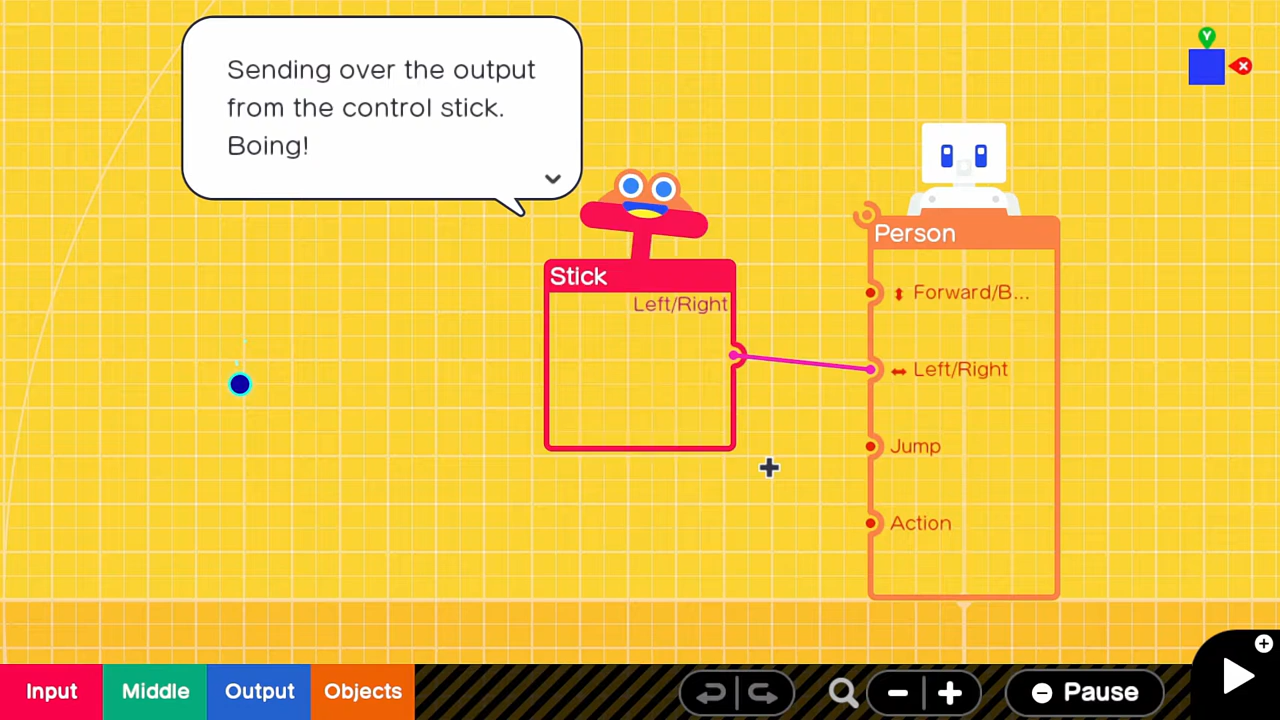 Sending over the output
from the control stick.
Boing!
Y
Person
Stick
Left/Right
Forward/B...
Left/Right
Jump
Action
Input
Middle
Output
Objects
Pause